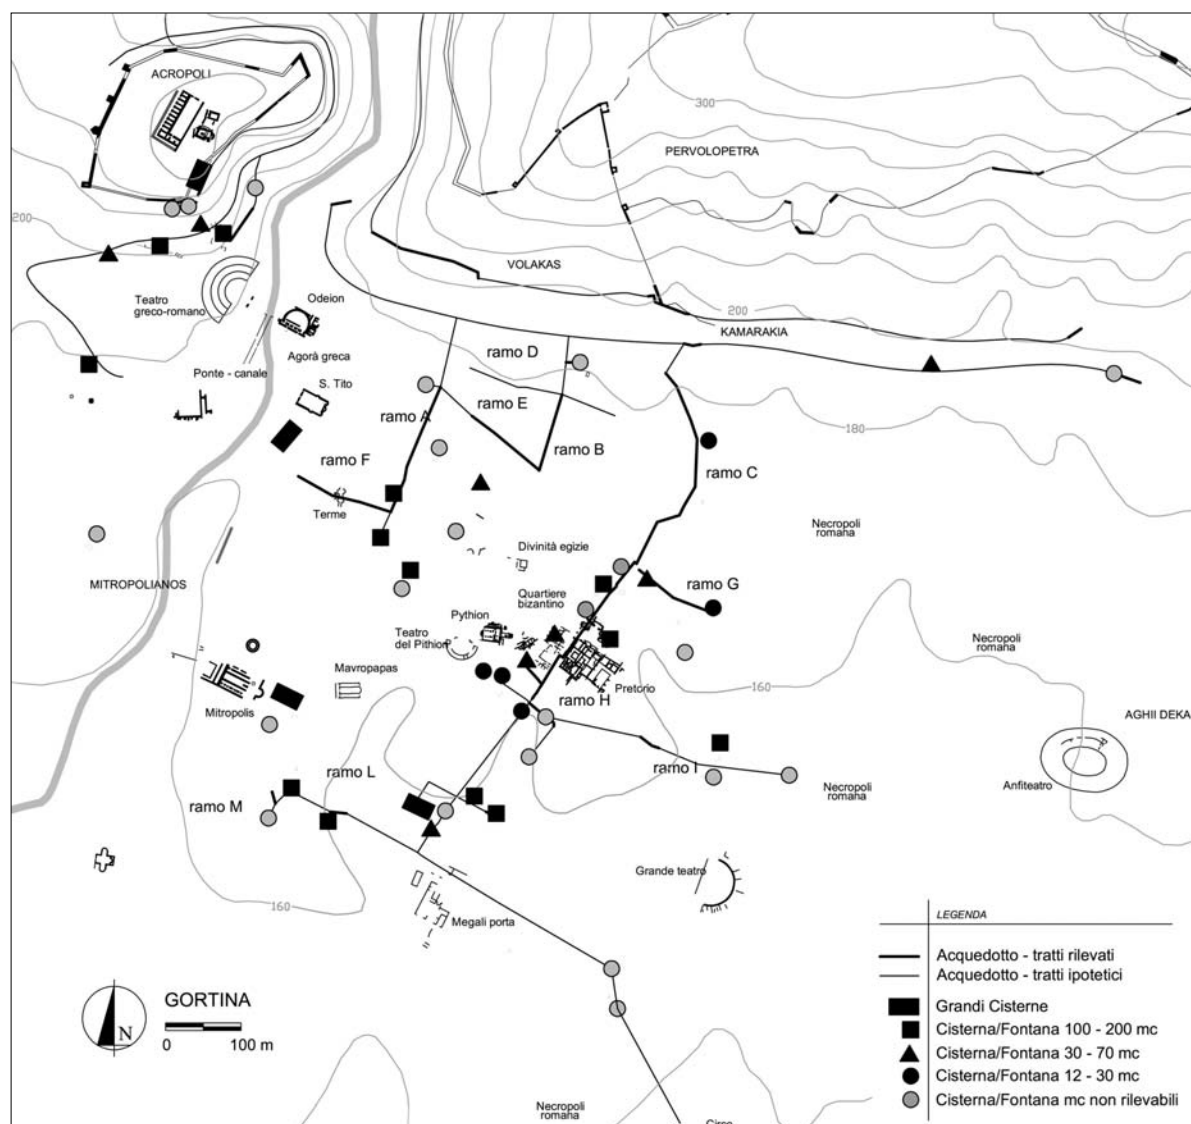 ACROPOLI
300
PERVOLOPETRA
200
VOLAKAS
200
KAMARAKIA
Teatro
greco-romano
Odeion
Agorà greca
Ponte - canale
S. Tito
ramo D
ramo E
ramo A
ramo B
180
ramo F
ramo C
Terme
Necropoli
romana
Divinità egizie
MITROPOLIANOS
Quartiere
bizantino
ramo G
Pythion
Teatro
del Pithion
Necropoli
romana
Mavropapas
Pretorio
160
ramo H
Mitropolis
AGHII DEKA
ramo L
ramo I
Anfiteatro
Necropoli
romana
ramo M
Grande teatro
160
Megali porta
LEGENDA
Acquedotto - tratti rilevati
Acquedotto - tratti ipotetici
Grandi Cisterne
Cisterna/Fontana 100 - 200 mc
Cisterna/Fontana 30 - 70 mc
Cisterna/Fontana 12 - 30 mc
Cisterna/Fontana mc non rilevabili
GORTINA
N
0 100 m
Necropoli
romana